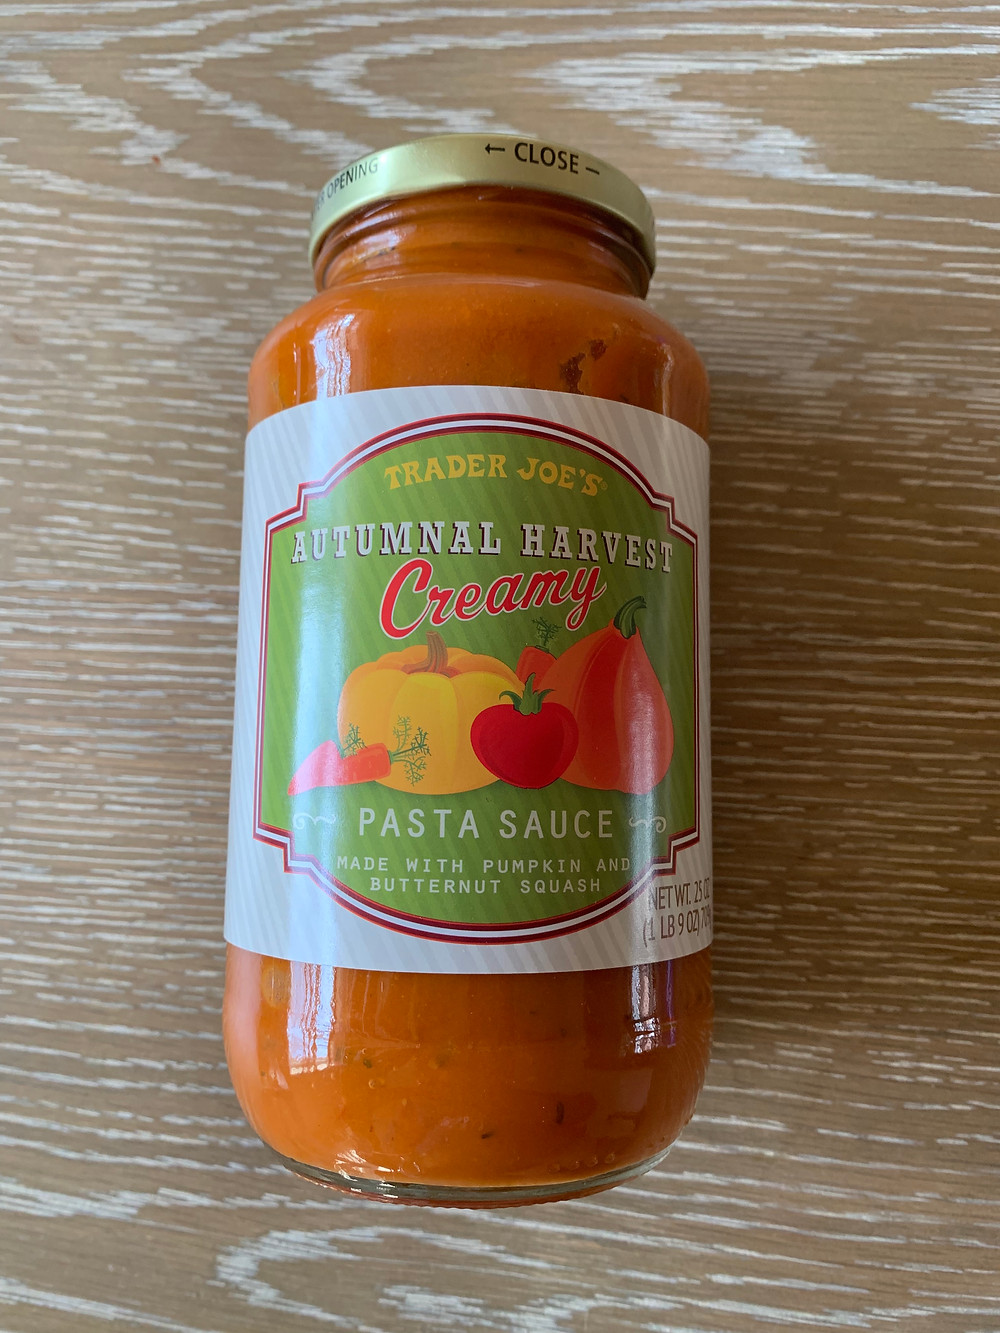 OPENING
← CLOSE –
TRADER JOE'S®
AUTUMNAL HARVEST
Creamy
PASTA SAUCE
MADE WITH PUMPKIN AND
BUTTERNUT SQUASH
NET WT. 25 OZ
(1 LB 9 OZ)